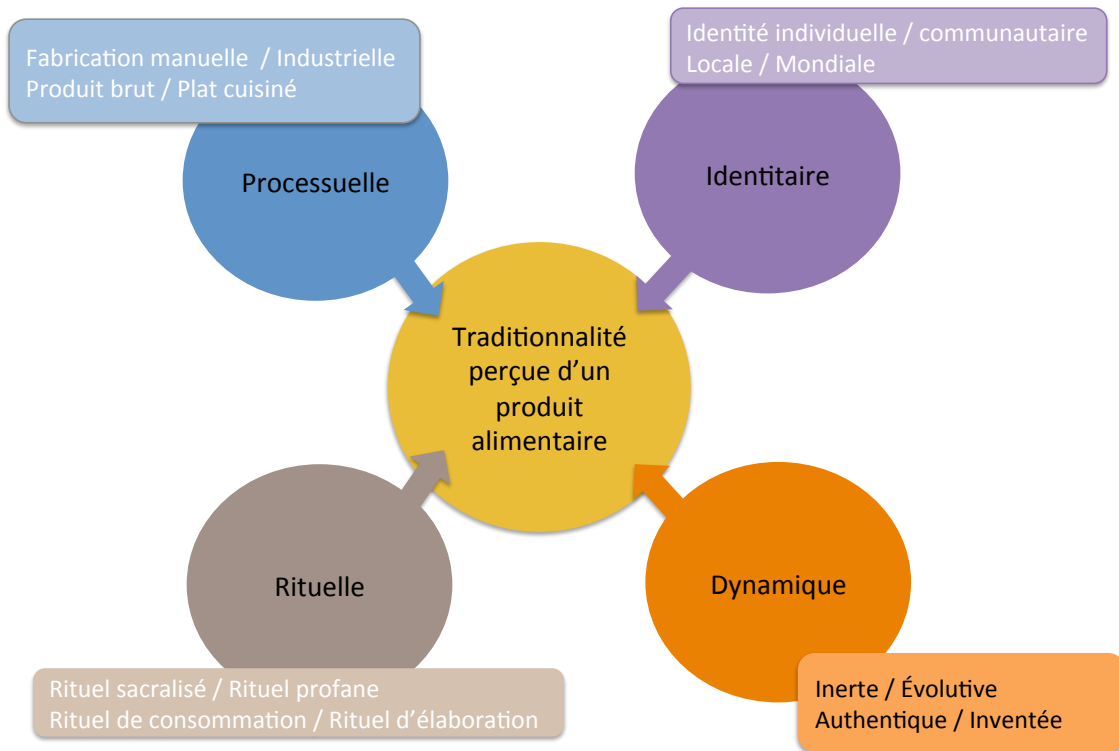 Fabrication manuelle / Industrielle
Produit brut / Plat cuisiné
Processuelle
Identité individuelle / communautaire
Locale / Mondiale
Identitaire
Traditionnalité
perçue d’un
produit
alimentaire
Rituelle
Rituel sacralisé / Rituel profane
Rituel de consommation / Rituel d’élaboration
Dynamique
Inerte / Évolutive
Authentique / Inventée